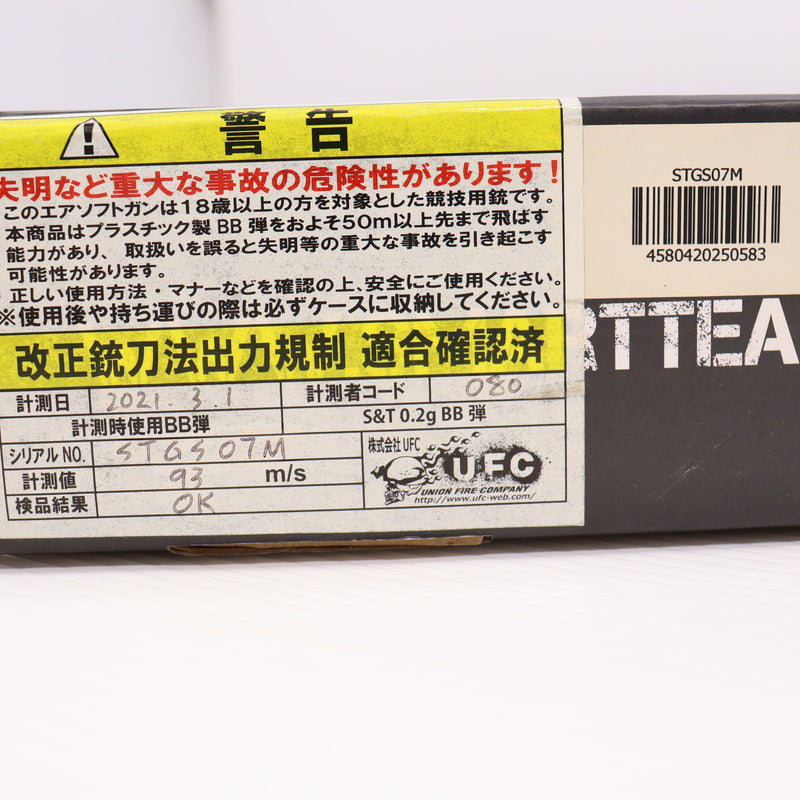 警告
失明など重大な事故の危険性があります!
このエアソフトガンは18歳以上の方を対象とした競技用銃です。
本商品はプラスチック製BB弾をおよそ50m以上先まで飛ばす
能力があり、取扱いを誤ると失明等の重大な事故を引き起こす
可能性があります。
正しい使用方法・マナーなどを確認の上、安全にご使用ください。
※使用後や持ち運びの際は必ずケースに収納してください。
改正銃刀法出力規制 適合確認済
計測日 2021.3.1 計測者コード 080
計測時使用BB弾 S&T 0.2g BB 弾
シリアルNO. STGS07M
計測値 93 m/s
検品結果 OK
株式会社 UFC
UFC
UNION FIRE COMPANY
http://www.ufc-web.com/
STGS07M
4580420250583
RTTEA